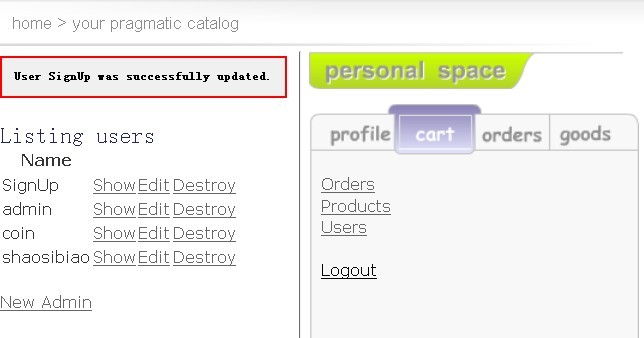 home > your pragmatic catalog
User SignUp was successfully updated.
Listing users
Name
SignUp Show Edit Destroy
admin Show Edit Destroy
coin Show Edit Destroy
shaosibiao Show Edit Destroy
New Admin
personal space
profile cart orders goods
Orders
Products
Users
Logout